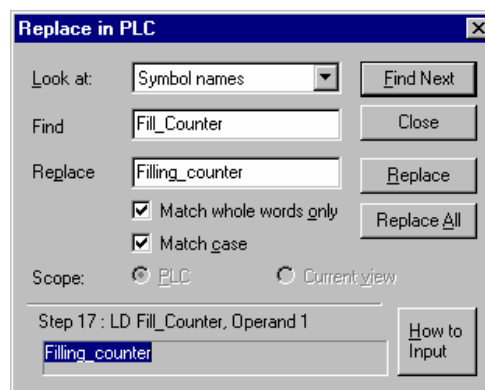 Replace in PLC
Look at: Symbol names Find Next
Find Fill_Counter Close
Replace Filling_counter Replace
Match whole words only Replace All
Match case
Scope: PLC Current view
Step 17 : LD Fill_Counter, Operand 1
Filling_counter
How to
Input